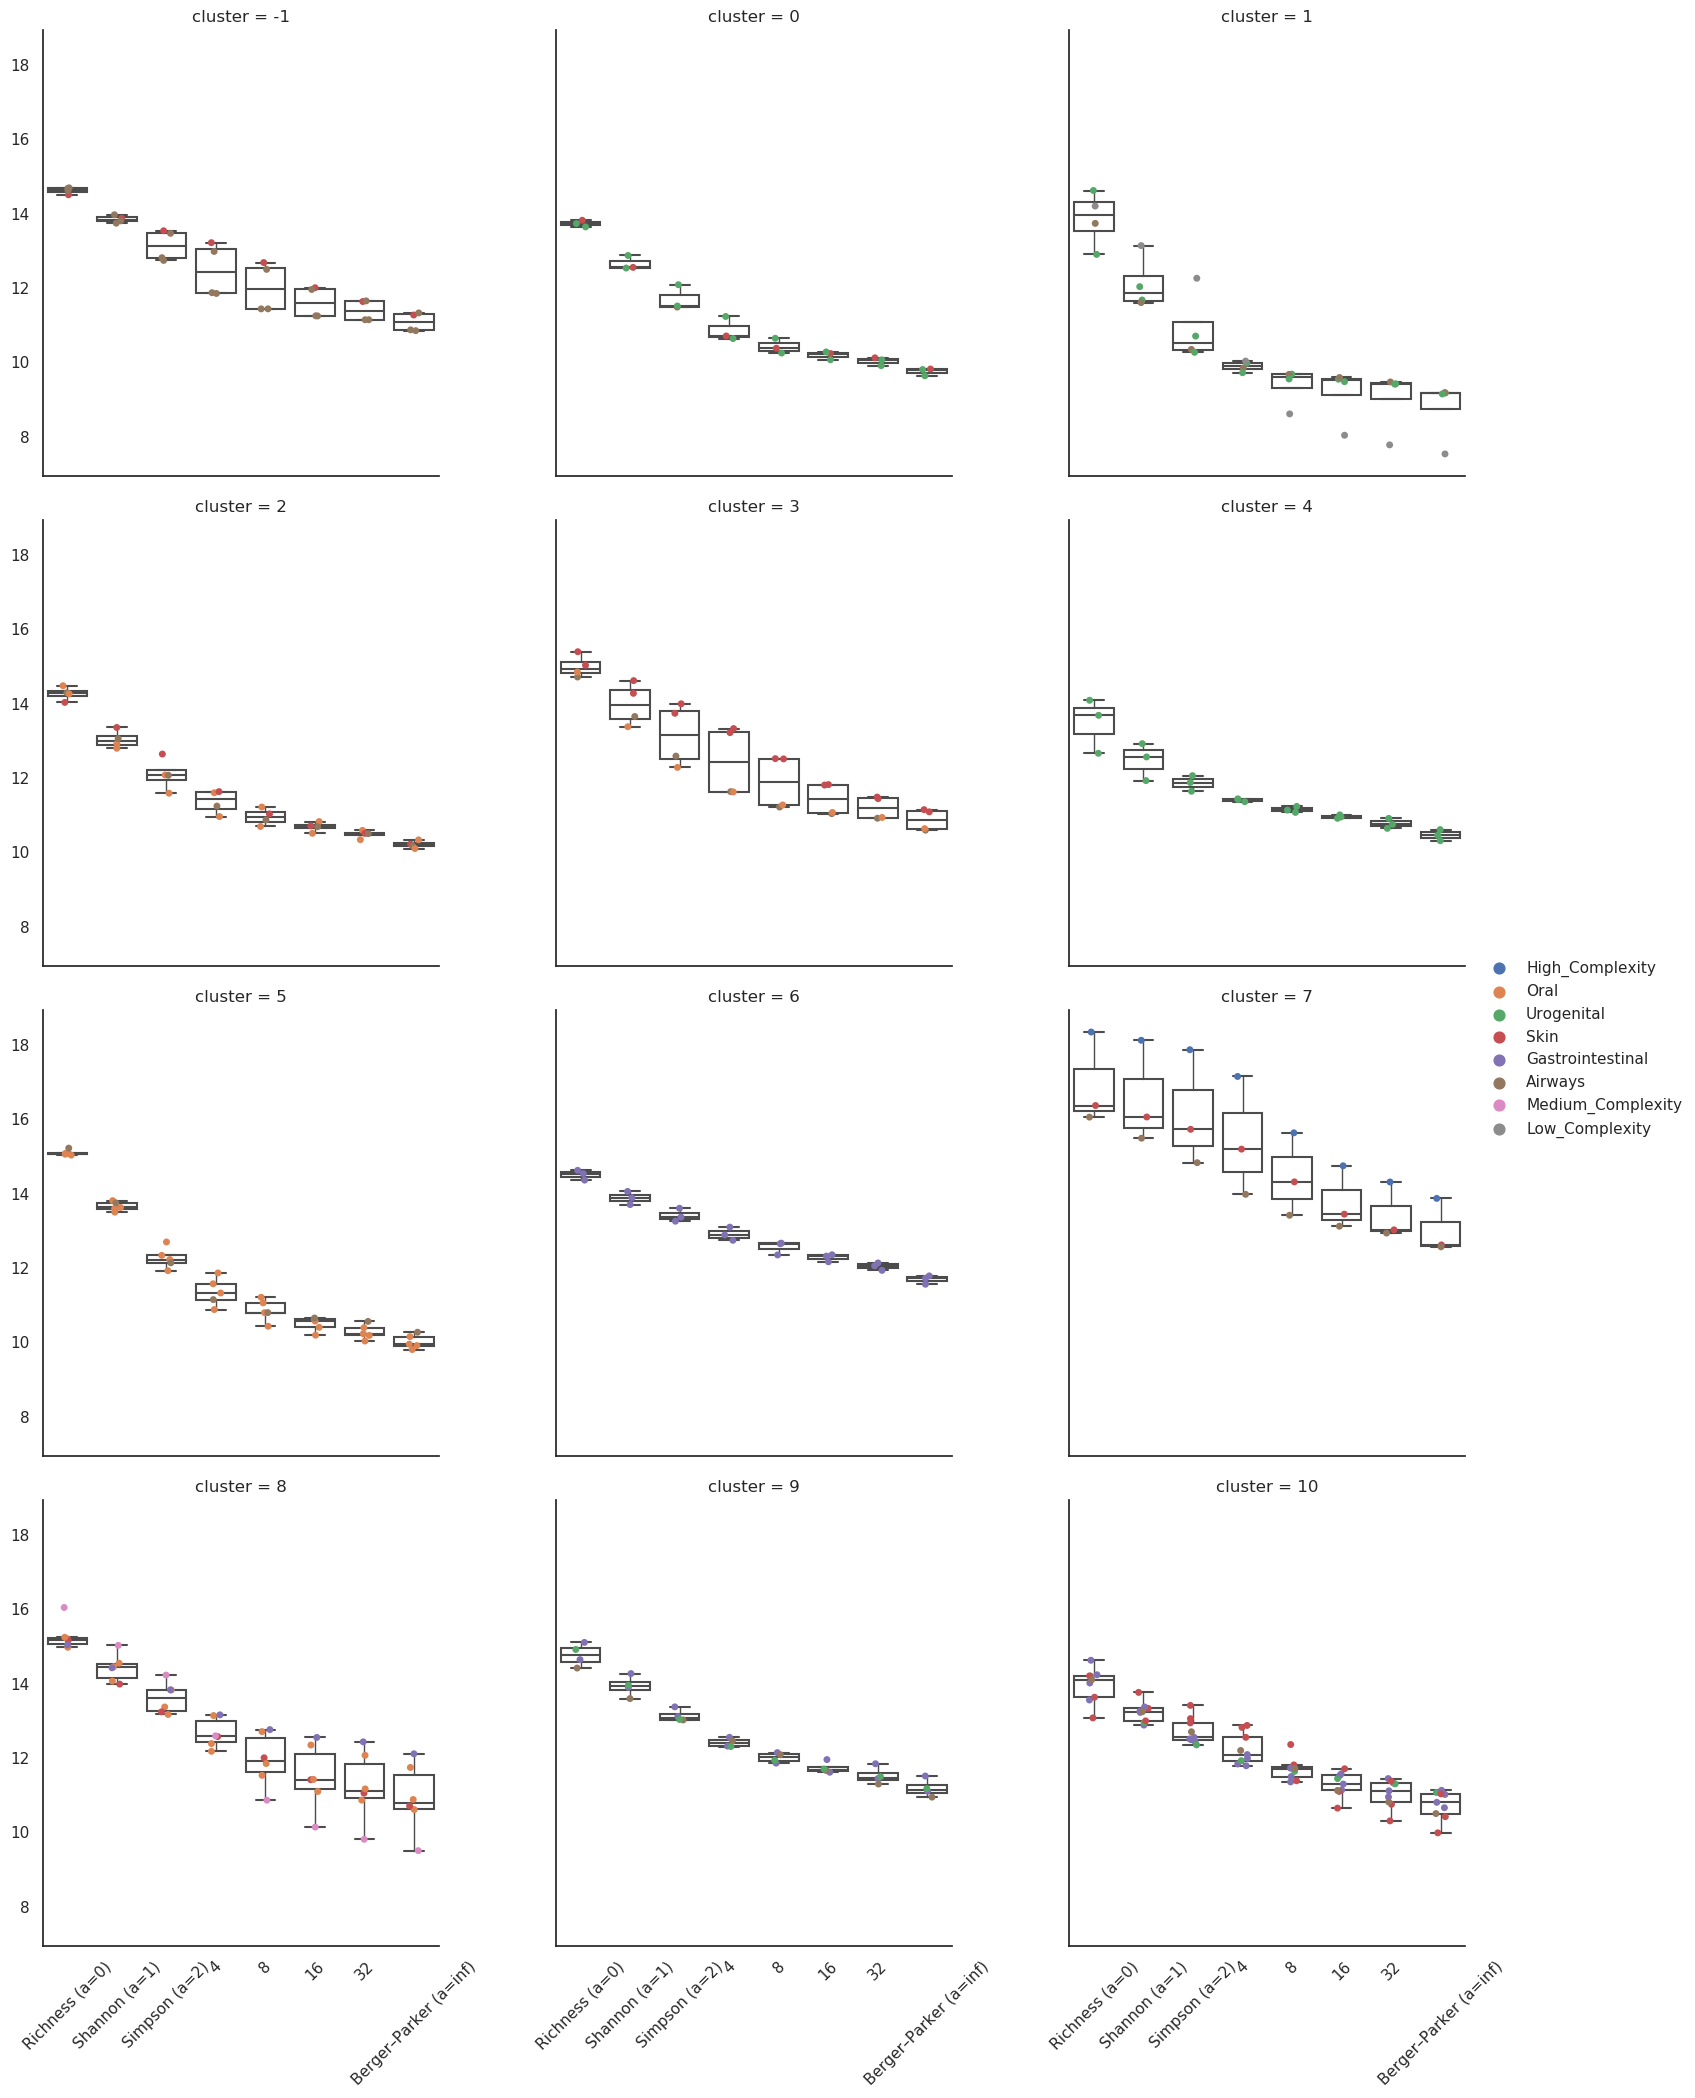 cluster = -1
cluster = 0
cluster = 1
18
16
14
12
10
8
cluster = 2
cluster = 3
cluster = 4
18
16
14
12
10
8
High_Complexity
Oral
Urogenital
Skin
Gastrointestinal
Airways
Medium_Complexity
Low_Complexity
cluster = 5
cluster = 6
cluster = 7
18
16
14
12
10
8
cluster = 8
cluster = 9
cluster = 10
18
16
14
12
10
8
Richness (a=0)
Shannon (a=1)
Simpson (a=2)
4
8
16
32
Berger–Parker (a=inf)
Richness (a=0)
Shannon (a=1)
Simpson (a=2)
4
8
16
32
Berger–Parker (a=inf)
Richness (a=0)
Shannon (a=1)
Simpson (a=2)
4
8
16
32
Berger–Parker (a=inf)